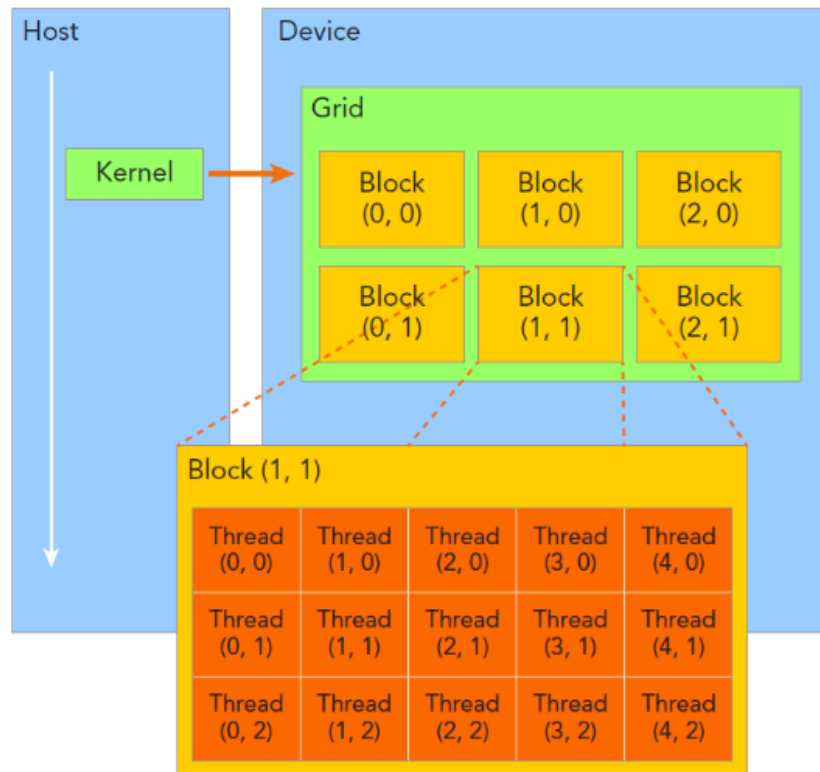 Host
Device
Grid
Kernel
Block
(0, 0)
Block
(1, 0)
Block
(2, 0)
Block
(0, 1)
Block
(1, 1)
Block
(2, 1)
Block (1, 1)
Thread
(0, 0)
Thread
(1, 0)
Thread
(2, 0)
Thread
(3, 0)
Thread
(4, 0)
Thread
(0, 1)
Thread
(1, 1)
Thread
(2, 1)
Thread
(3, 1)
Thread
(4, 1)
Thread
(0, 2)
Thread
(1, 2)
Thread
(2, 2)
Thread
(3, 2)
Thread
(4, 2)